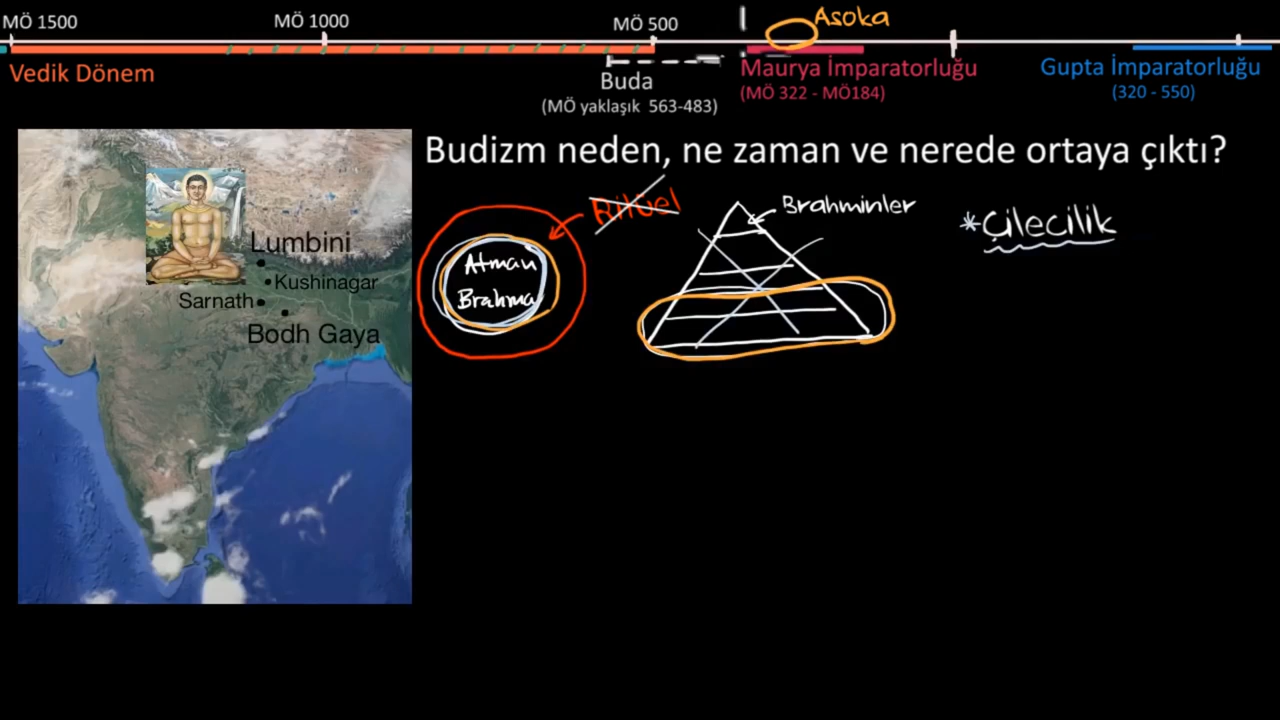 MÖ 1500
MÖ 1000
MÖ 500
Asoka
Vedik Dönem
Buda
(MÖ yaklaşık 563-483)
Maurya İmparatorluğu
(MÖ 322 - MÖ184)
Gupta İmparatorluğu
(320 - 550)
Budizm neden, ne zaman ve nerede ortaya çıktı?
Lumbini
Kushinagar
Sarnath
Bodh Gaya
Ritüel
Atman
Brahma
Brahminler
*Çilecilik